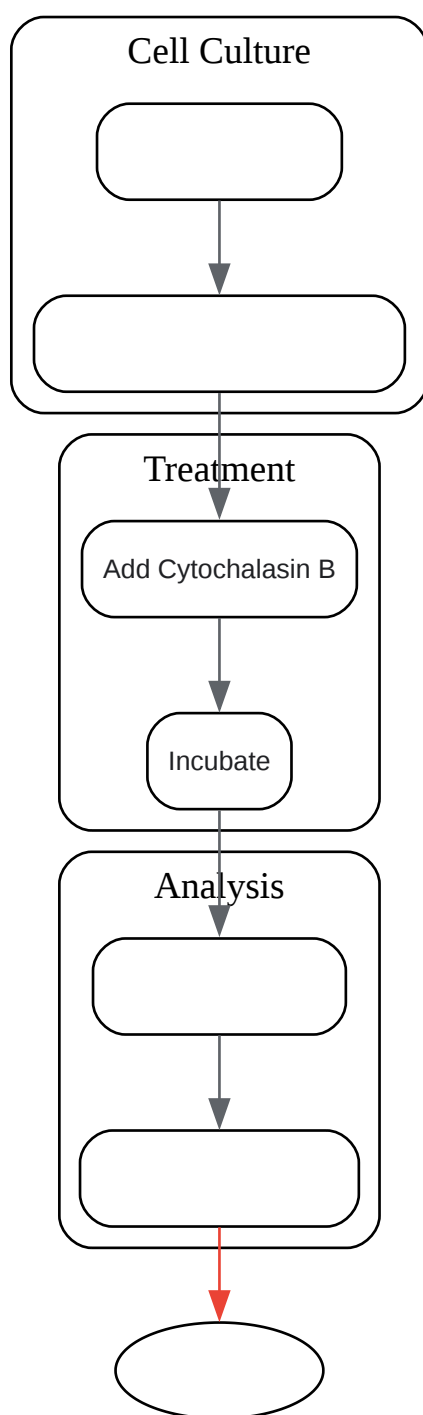 Cell Culture
Treatment
Add Cytochalasin B
Incubate
Analysis